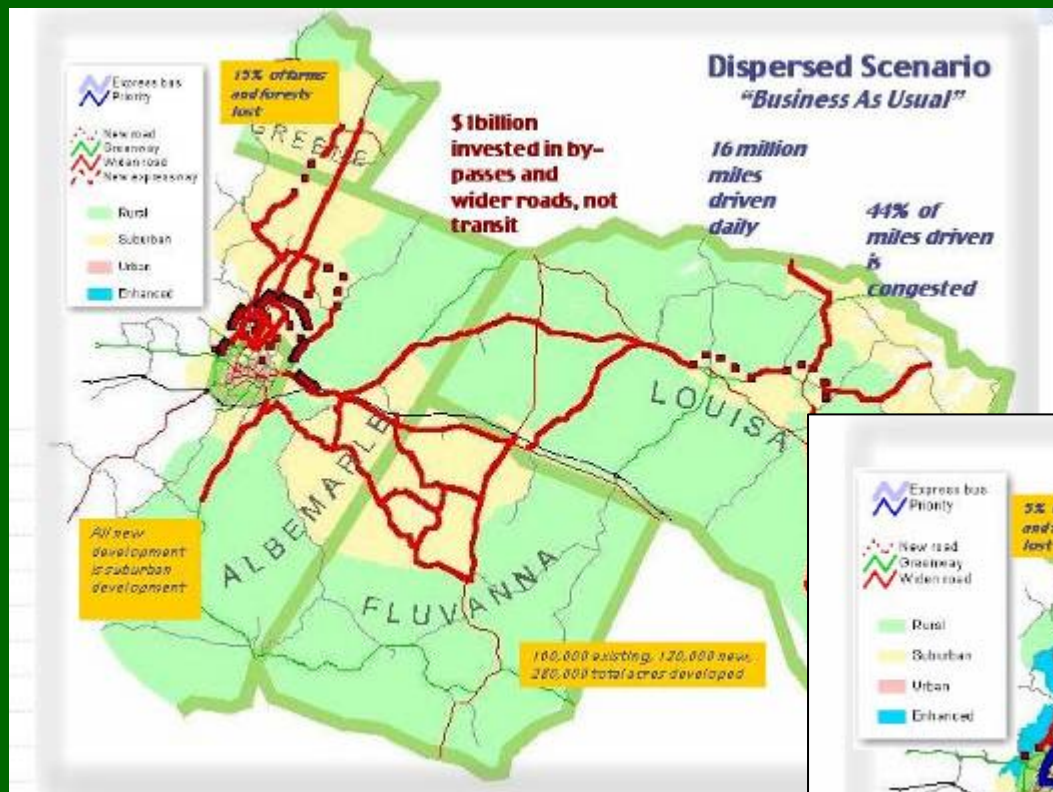 Dispersed Scenario
"Business As Usual"
Express bus
Priority
New road
Greenway
Widen road
New expressway
Rural
Suburban
Urban
Enhanced
15% of farms
and forests
lost
GREENE
$1billion
invested in by-
passes and
wider roads, not
transit
16 million
miles
driven
daily
44% of
miles driven
is
congested
LOUISA
ALBEMARLE
FLUVANNA
All new
development
is suburban
development
160,000 existing, 120,000 new,
280,000 total acres developed
Express bus
Priority
New road
Greenway
Widen road
Rural
Suburban
Urban
Enhanced
5%
and
lost